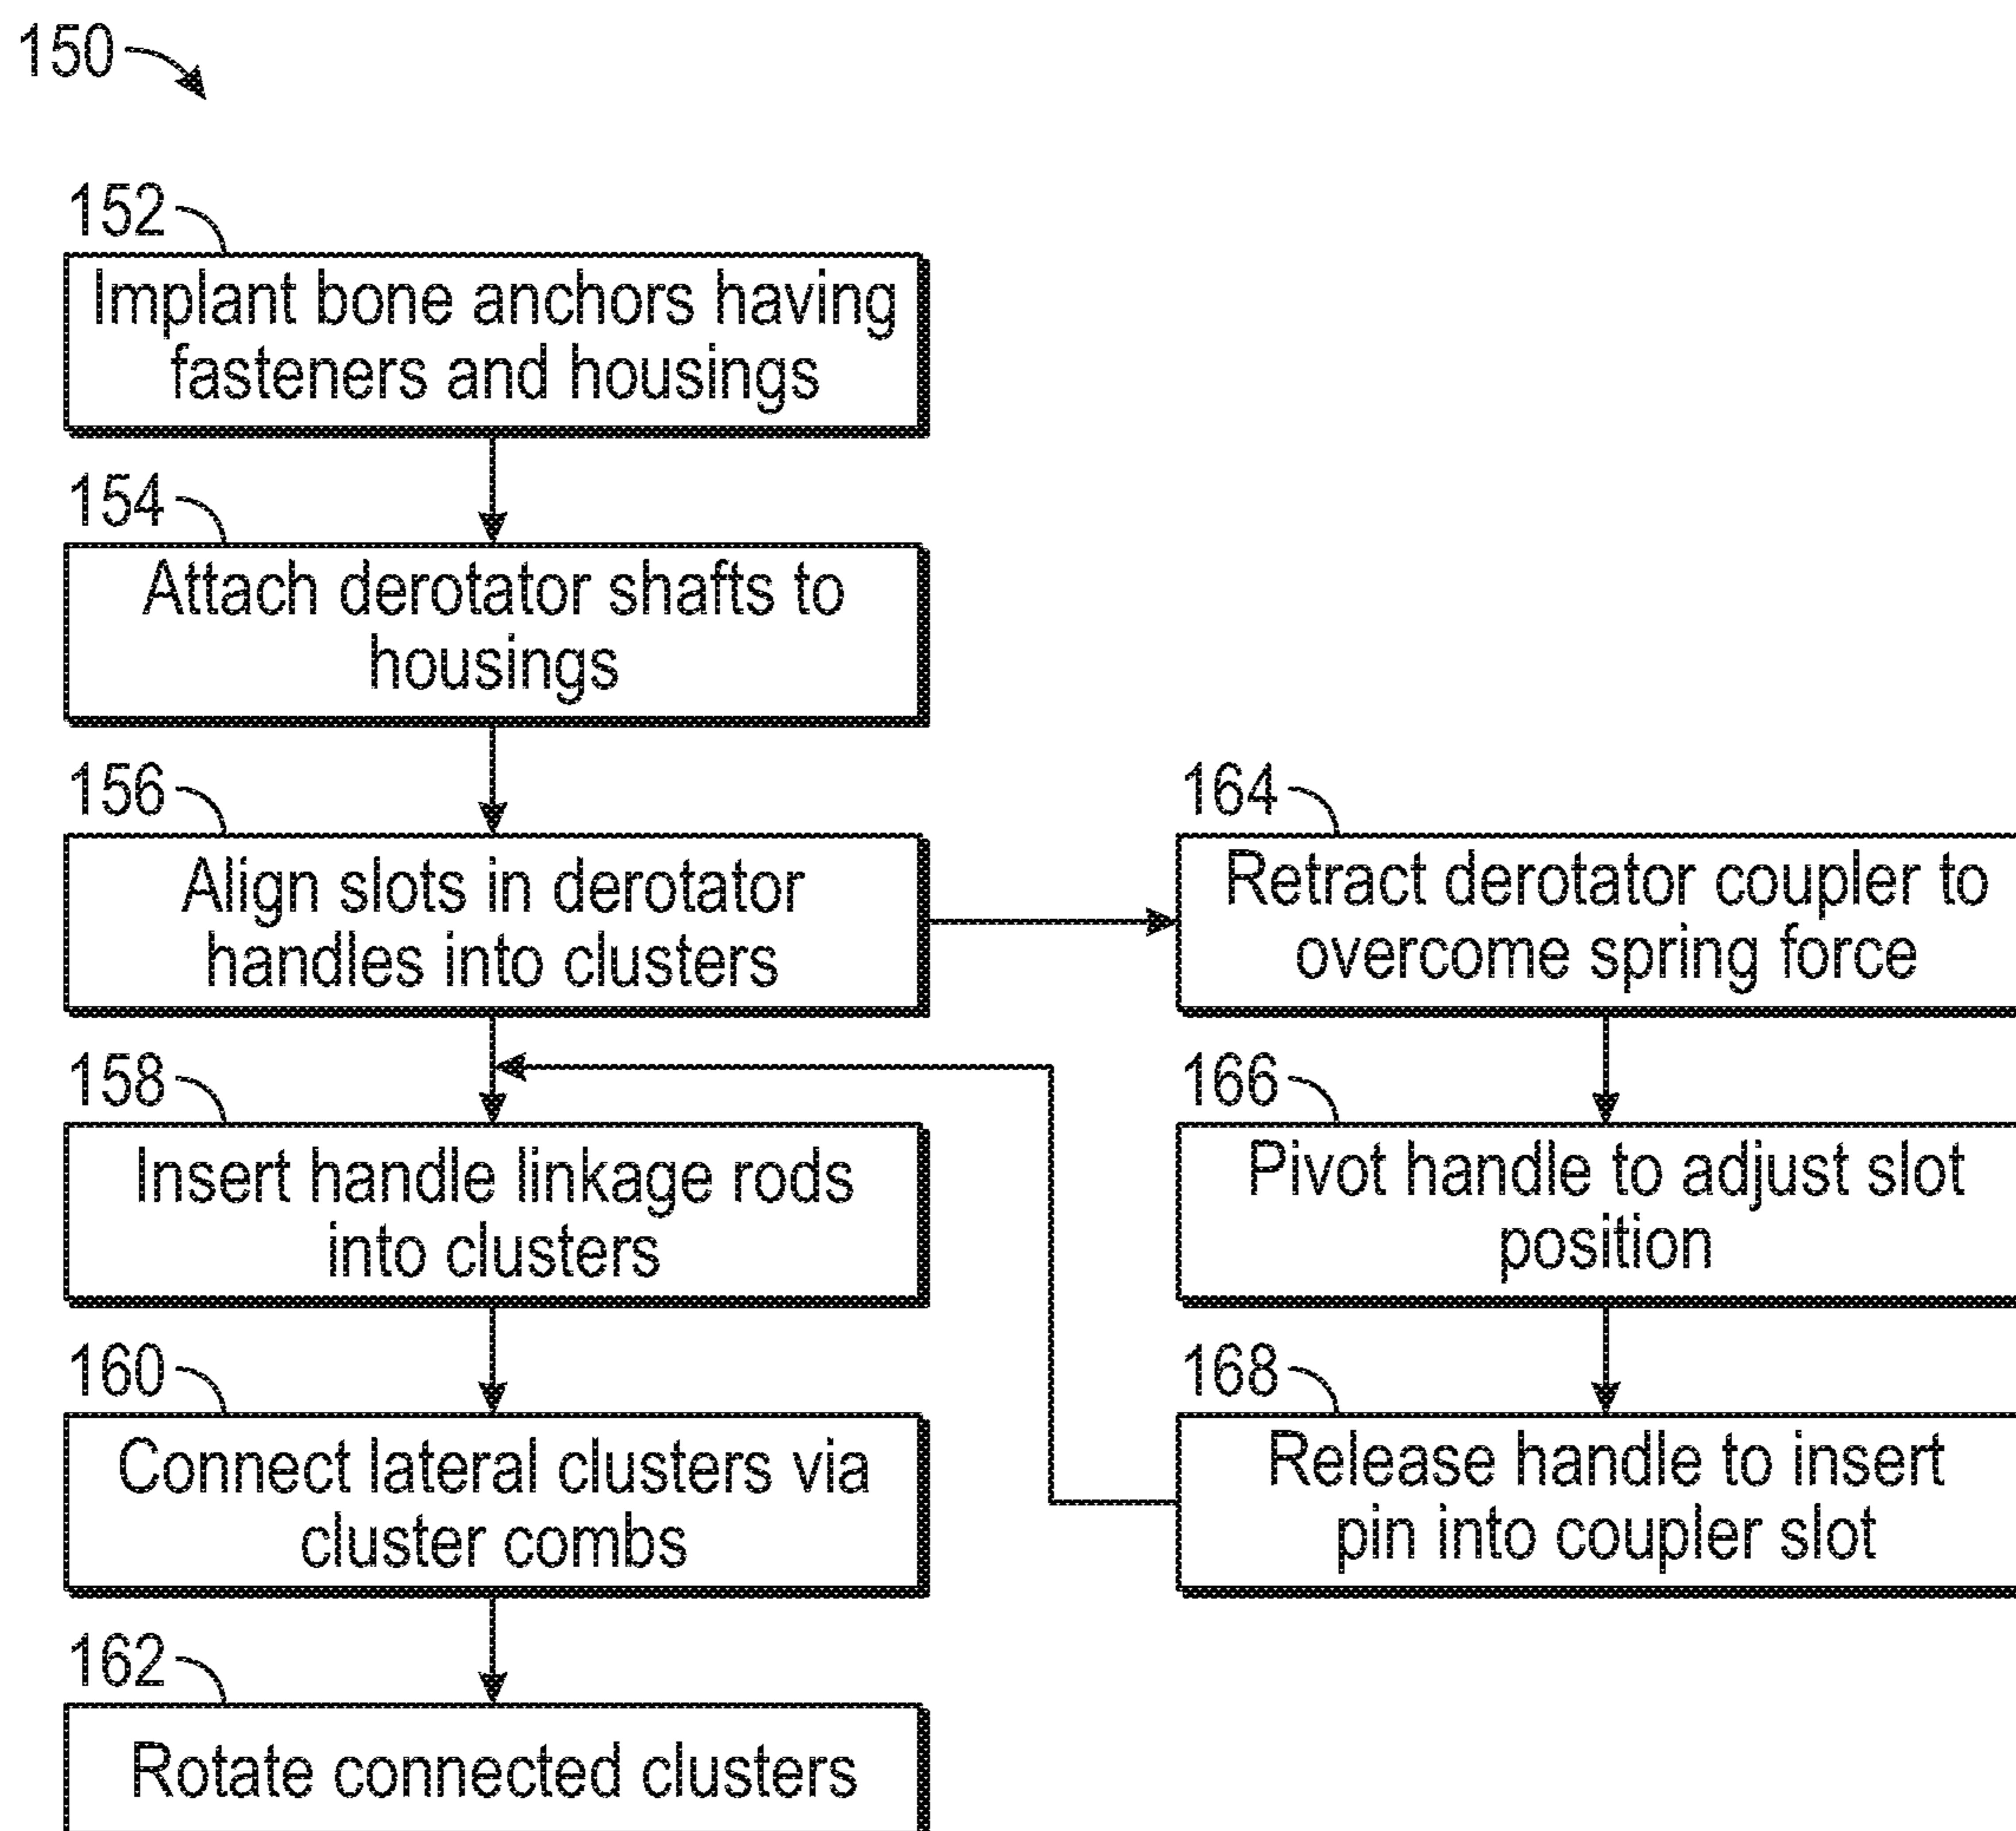 150
152
Implant bone anchors having
fasteners and housings
154
Attach derotator shafts to
housings
156
Align slots in derotator
handles into clusters
158
Insert handle linkage rods
into clusters
160
Connect lateral clusters via
cluster combs
162
Rotate connected clusters
164
Retract derotator coupler to
overcome spring force
166
Pivot handle to adjust slot
position
168
Release handle to insert
pin into coupler slot